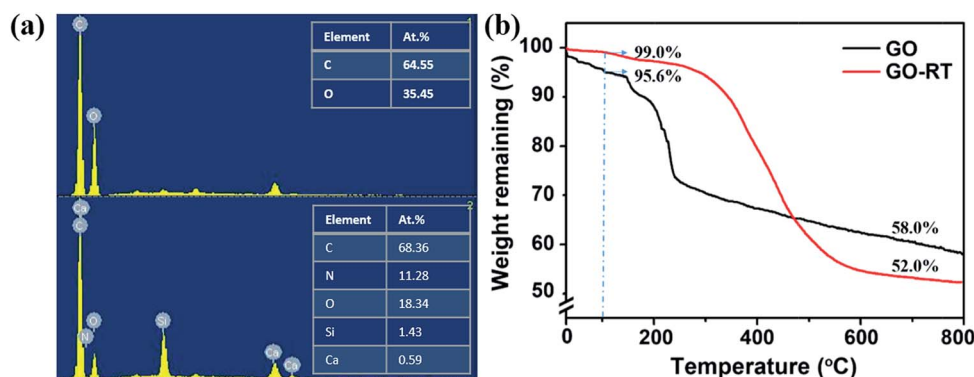 (a)
C
1
O
Element At.%
C 64.55
O 35.45
Ca
2
C
N
O
Si
Ca
Ca
Element At.%
C 68.36
N 11.28
O 18.34
Si 1.43
Ca 0.59
(b)
Weight remaining (%)
100
90
80
70
60
50
99.0%
95.6%
GO
GO-RT
58.0%
52.0%
0 200 400 600 800
Temperature (°C)